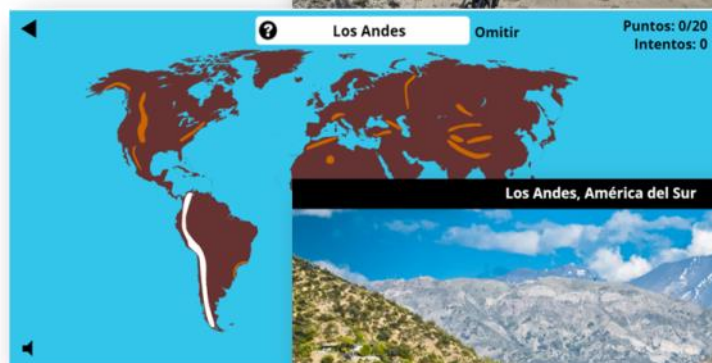 Los Andes
Omitir
Puntos: 0/20
Intentos: 0
Los Andes, América del Sur